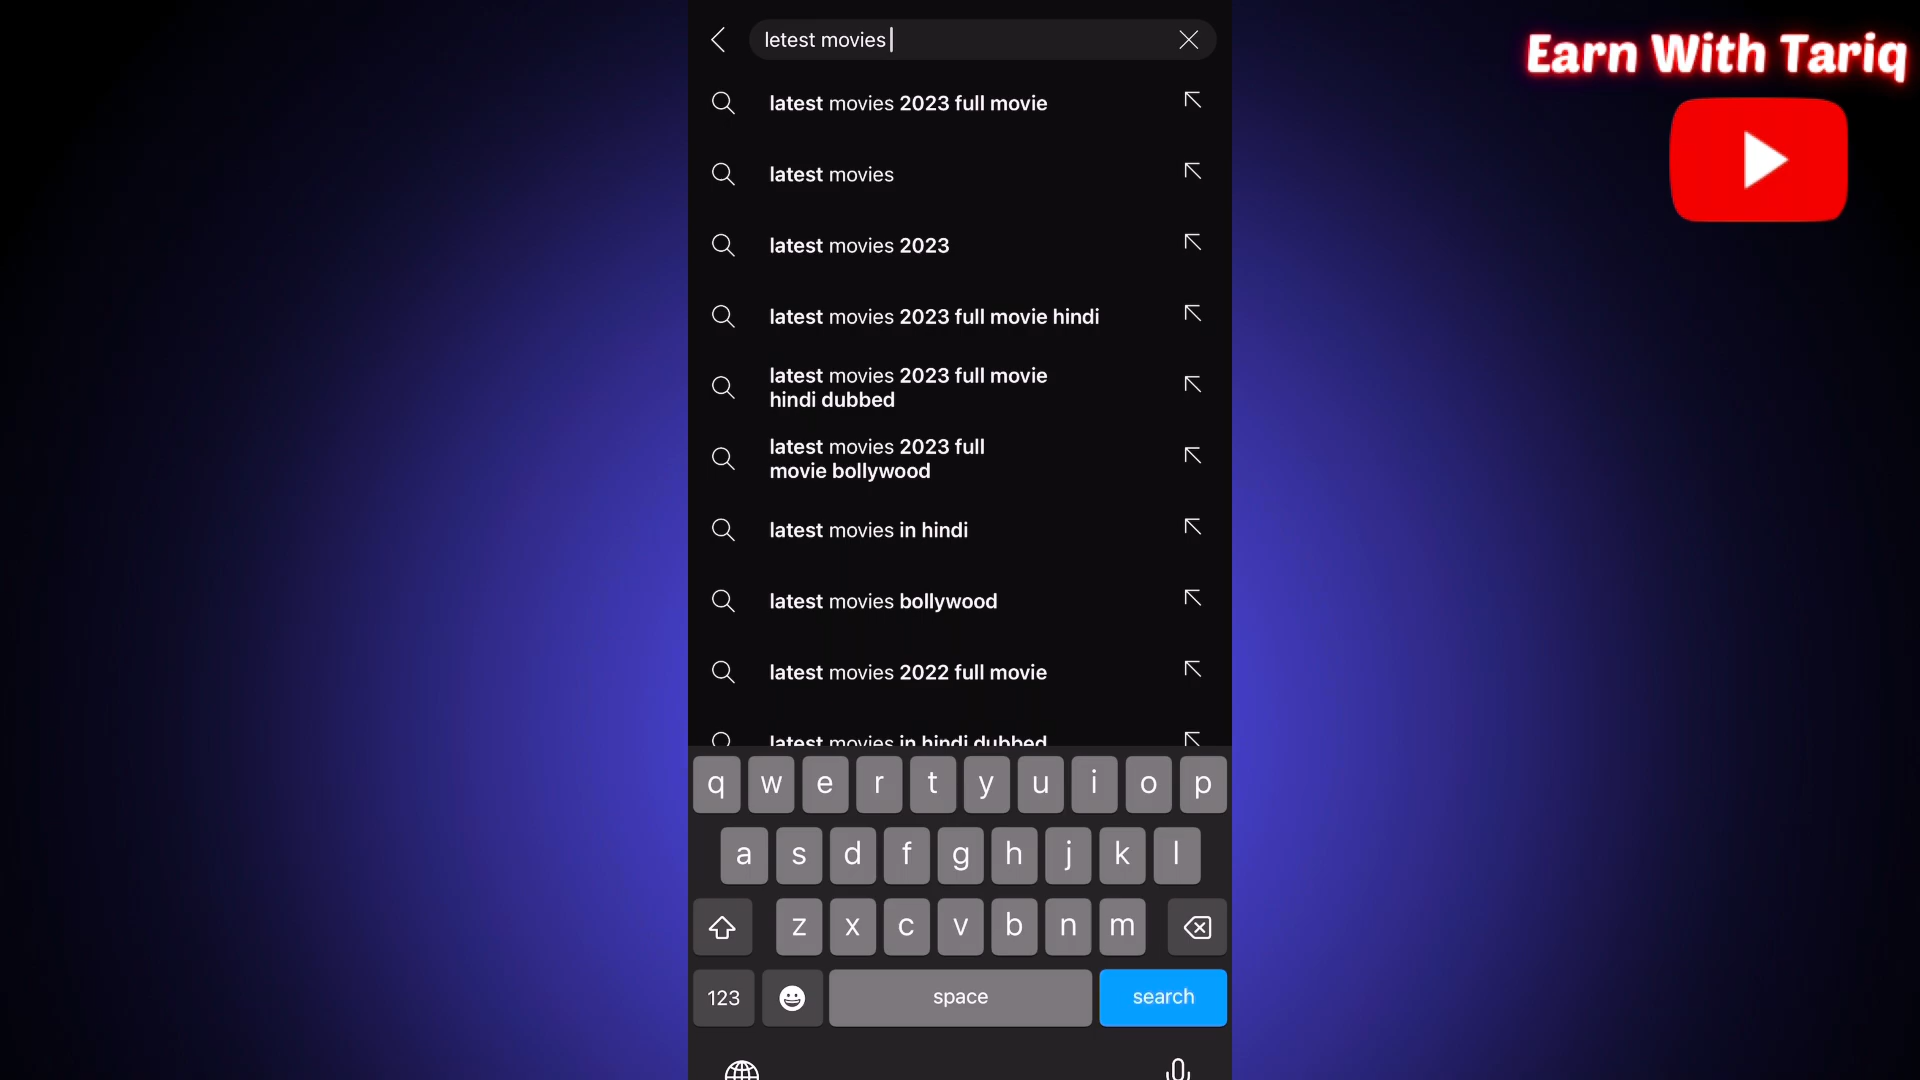 letest movies
Earn With Tariq
latest movies 2023 full movie
latest movies
latest movies 2023
latest movies 2023 full movie hindi
latest movies 2023 full movie
hindi dubbed
latest movies 2023 full
movie bollywood
latest movies in hindi
latest movies bollywood
latest movies 2022 full movie
latest movies in hindi dubbed
q w e r t y u i o p
a s d f g h j k l
z x c v b n m
123 space search